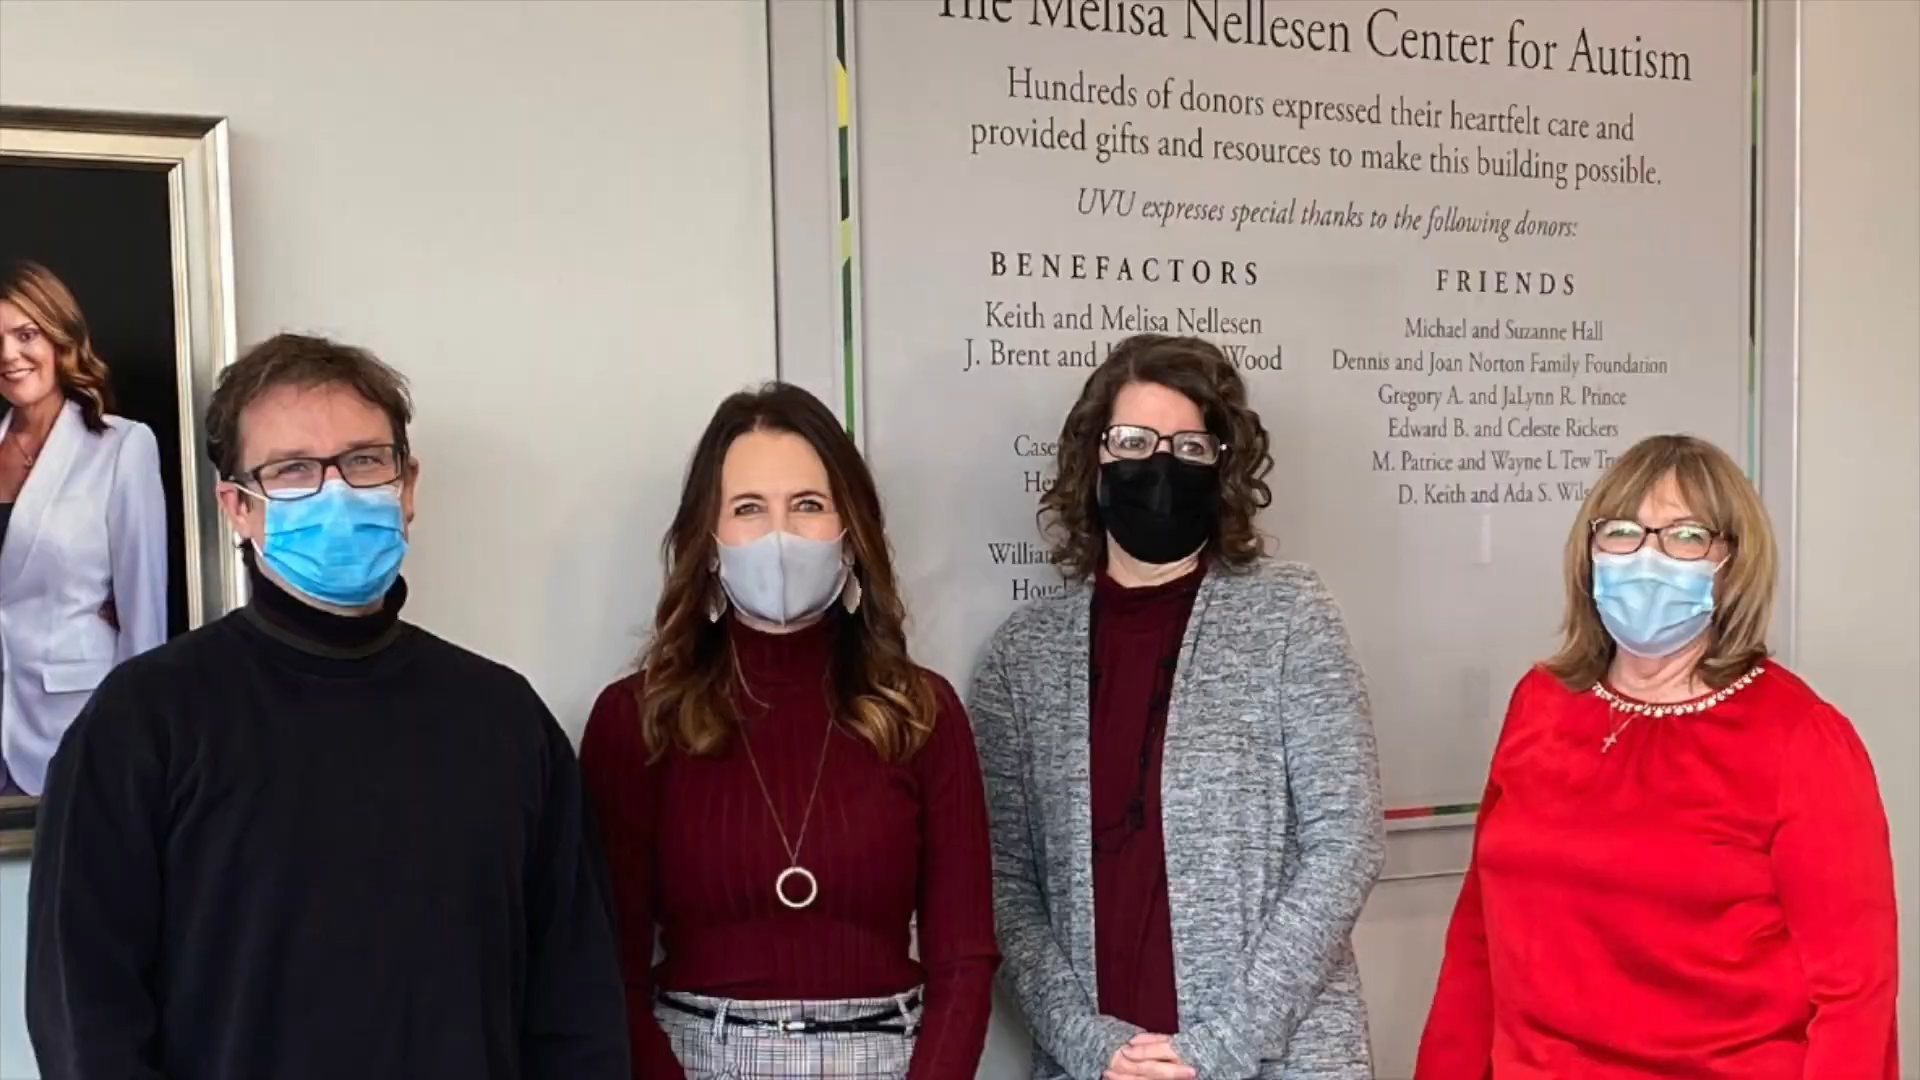 The Melisa Nellesen Center for Autism
Hundreds of donors expressed their heartfelt care and
provided gifts and resources to make this building possible.
UVU expresses special thanks to the following donors:
BENEFACTORS
Keith and Melisa Nellesen
J. Brent and Wood
FRIENDS
Michael and Suzanne Hall
Dennis and Joan Norton Family Foundation
Gregory A. and JaLynn R. Prince
Edward B. and Celeste Rickers
M. Patrice and Wayne L Tew
D. Keith and Ada S.